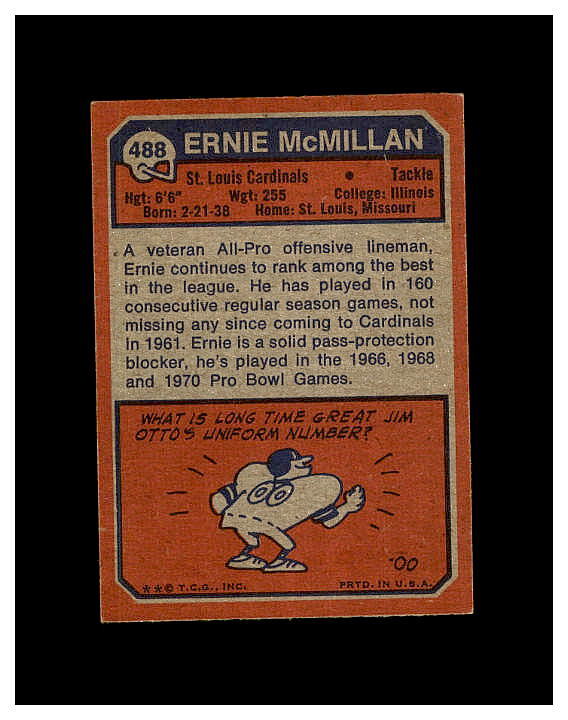 488
ERNIE McMILLAN
St. Louis Cardinals • Tackle
Hgt: 6'6" Wgt: 255 College: Illinois
Born: 2-21-38 Home: St. Louis, Missouri
A veteran All-Pro offensive lineman,
Ernie continues to rank among the best
in the league. He has played in 160
consecutive regular season games, not
missing any since coming to Cardinals
in 1961. Ernie is a solid pass-protection
blocker, he's played in the 1966, 1968
and 1970 Pro Bowl Games.
WHAT IS LONG TIME GREAT JIM
OTTO'S UNIFORM NUMBER?
00
'00
**© T.C.G., INC. PRTD. IN U.S.A.